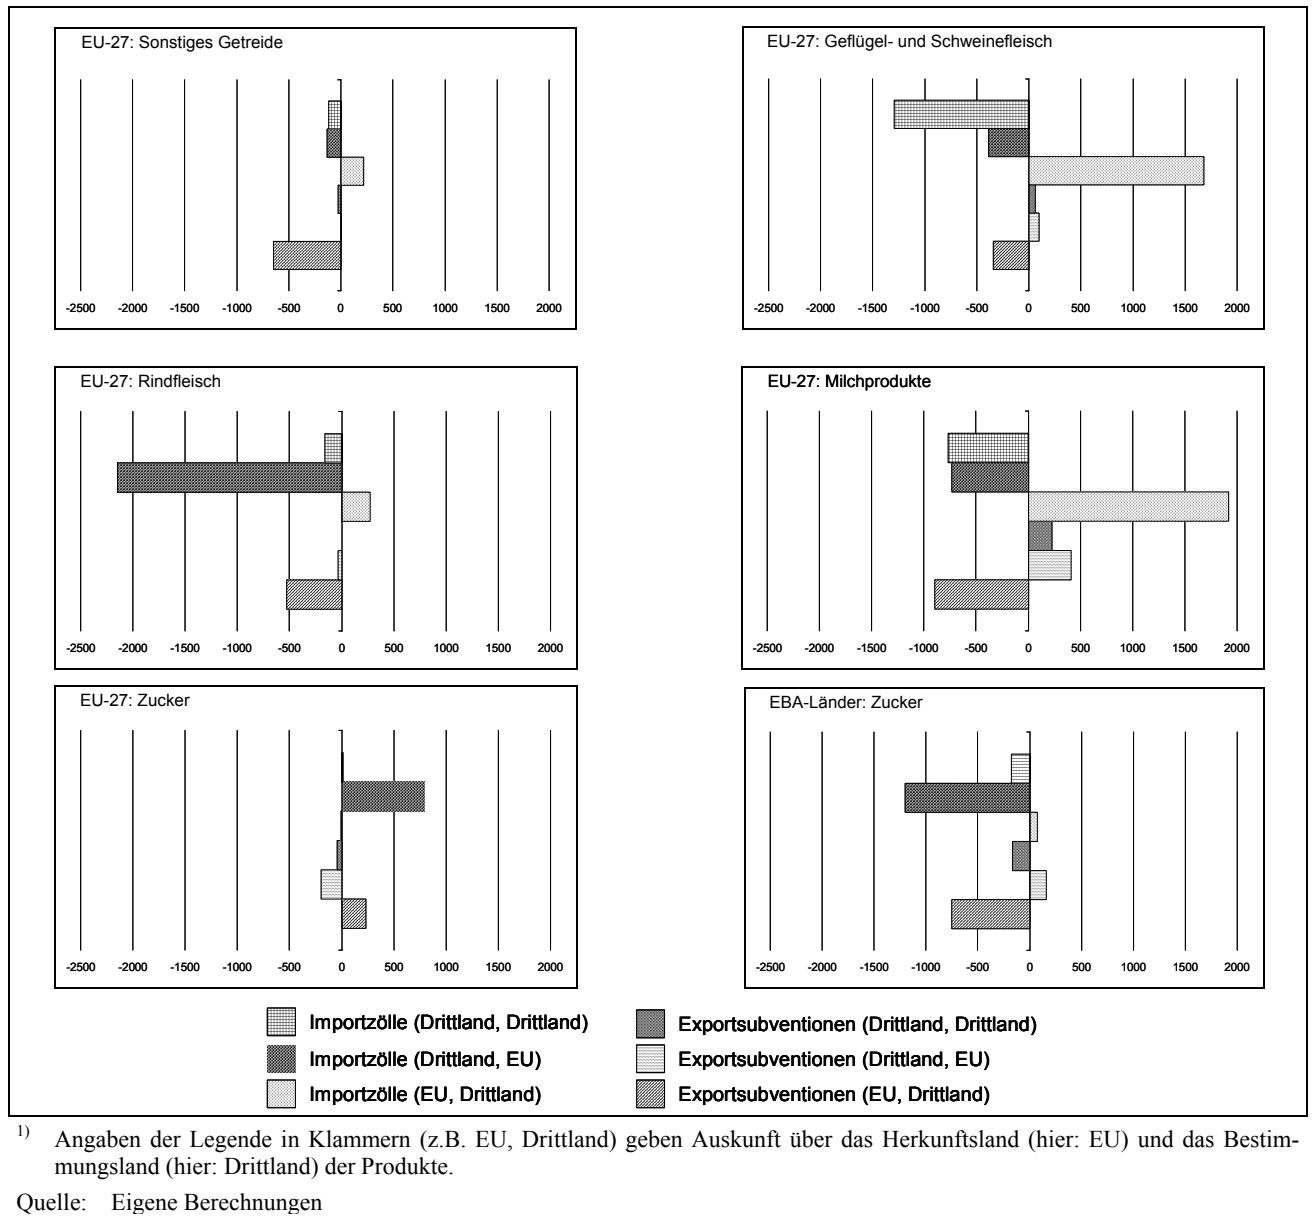 EU-27: Sonstiges Getreide
-2500 -2000 -1500 -1000 -500 0 500 1000 1500 2000
EU-27: Geflügel- und Schweinefleisch
-2500 -2000 -1500 -1000 -500 0 500 1000 1500 2000
EU-27: Rindfleisch
-2500 -2000 -1500 -1000 -500 0 500 1000 1500 2000
EU-27: Milchprodukte
-2500 -2000 -1500 -1000 -500 0 500 1000 1500 2000
EU-27: Zucker
-2500 -2000 -1500 -1000 -500 0 500 1000 1500 2000
EBA-Länder: Zucker
-2500 -2000 -1500 -1000 -500 0 500 1000 1500 2000
Importzölle (Drittland, Drittland)
Importzölle (Drittland, EU)
Importzölle (EU, Drittland)
Exportsubventionen (Drittland, Drittland)
Exportsubventionen (Drittland, EU)
Exportsubventionen (EU, Drittland)
1) Angaben der Legende in Klammern (z.B. EU, Drittland) geben Auskunft über das Herkunftsland (hier: EU) und das Bestim-
mungsland (hier: Drittland) der Produkte.
Quelle: Eigene Berechnungen